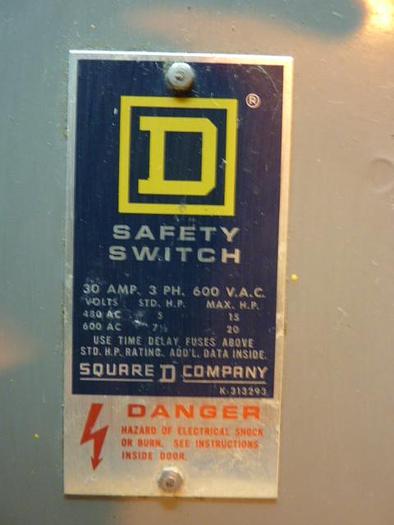 D ®
SAFETY
SWITCH
30 AMP. 3 PH. 600 V.A.C.
VOLTS STD. H.P. MAX. H.P.
480 AC 5 15
600 AC 7½ 20
USE TIME DELAY FUSES ABOVE
STD. H.P. RATING. ADD'L. DATA INSIDE.
SQUARE D COMPANY
K-313293
DANGER
HAZARD OF ELECTRICAL SHOCK
OR BURN. SEE INSTRUCTIONS
INSIDE DOOR.